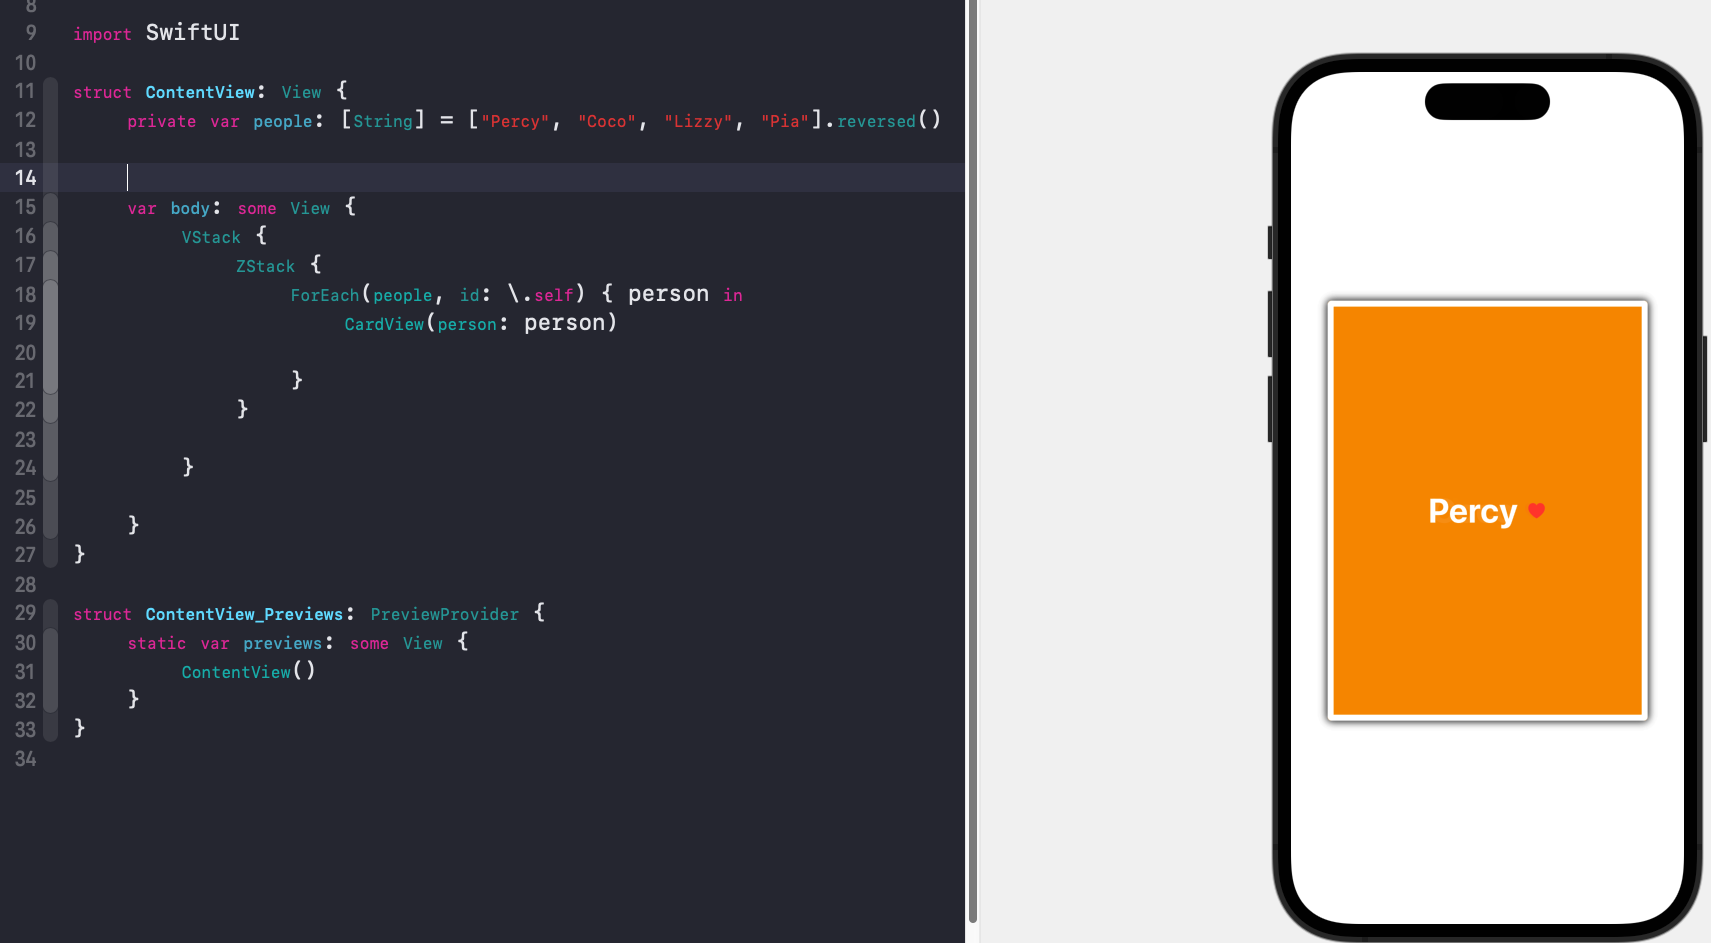 8
9 import SwiftUI
10
11 struct ContentView: View {
12 private var people: [String] = ["Percy", "Coco", "Lizzy", "Pia"].reversed()
13
14
15 var body: some View {
16 VStack {
17 ZStack {
18 ForEach(people, id: \.self) { person in
19 CardView(person: person)
20
21 }
22 }
23
24 }
25
26 }
27 }
28
29 struct ContentView_Previews: PreviewProvider {
30 static var previews: some View {
31 ContentView()
32 }
33 }
34
Percy